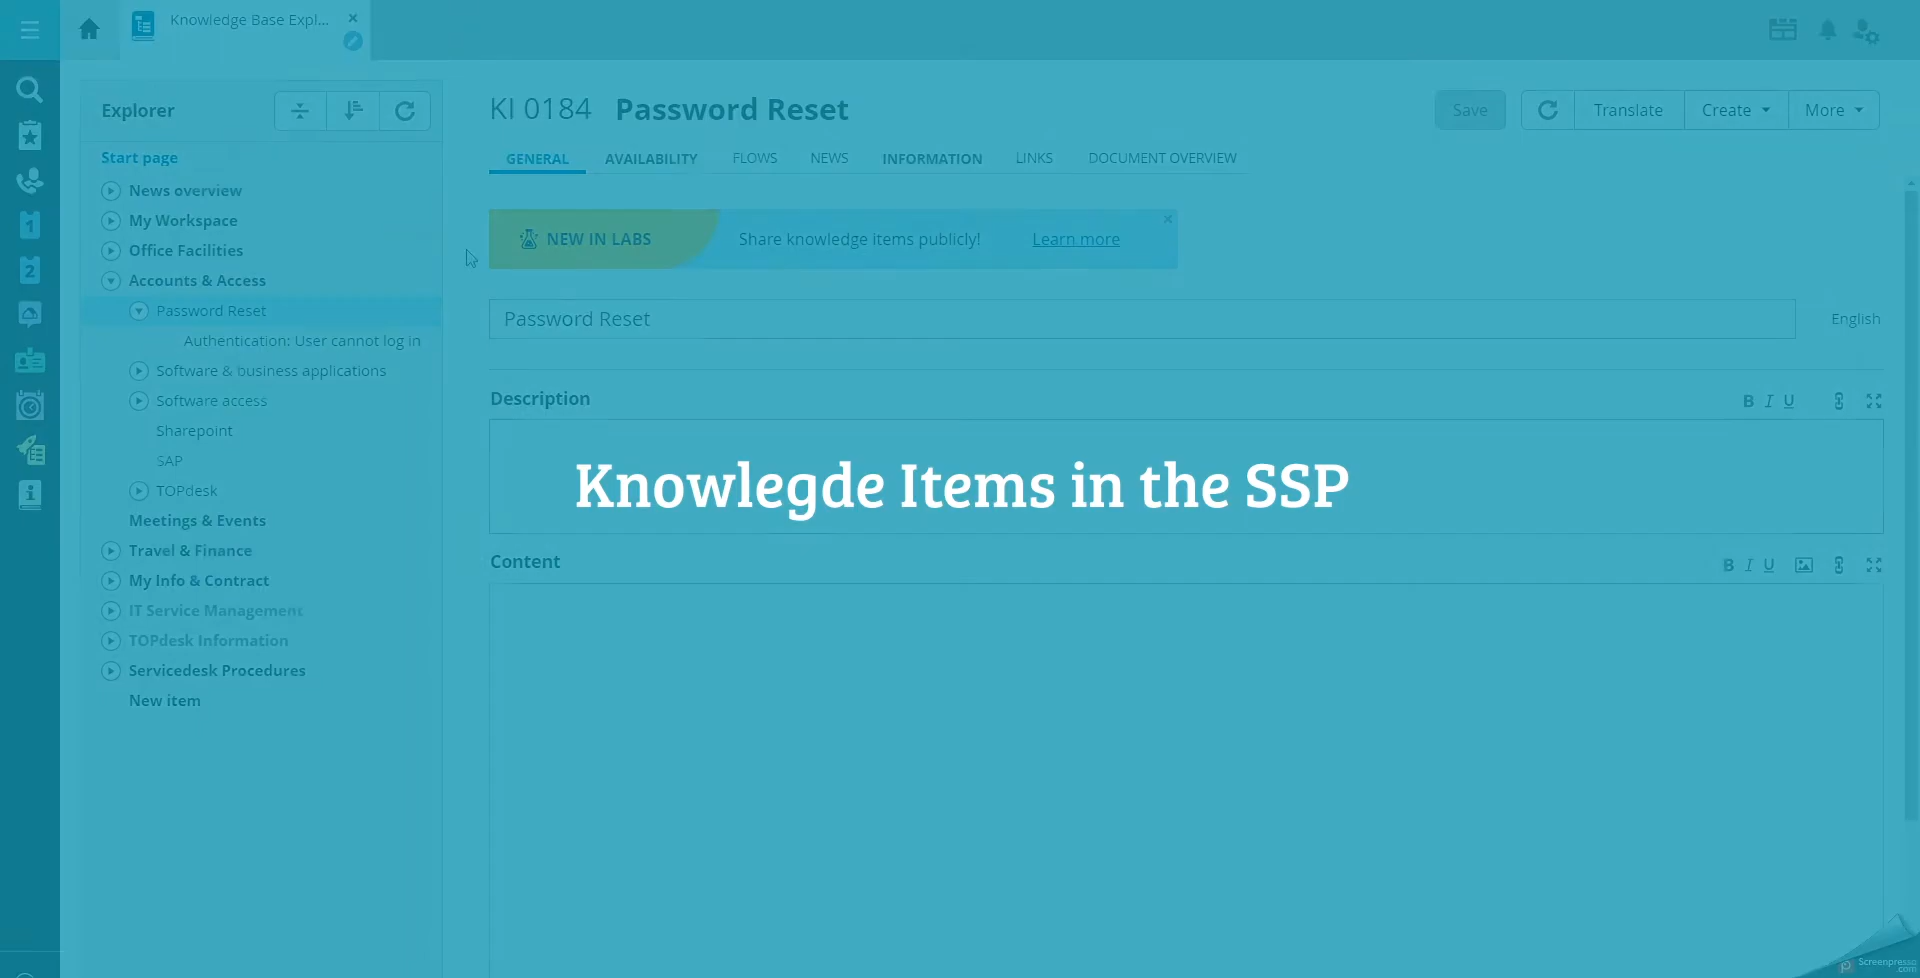 Knowledge Base Expl...
Explorer
Start page
News overview
My Workspace
Office Facilities
Accounts & Access
Password Reset
Authentication: User cannot log in
Software & business applications
Software access
Sharepoint
SAP
TOPdesk
Meetings & Events
Travel & Finance
My Info & Contract
IT Service Management
TOPdesk Information
Servicedesk Procedures
New item
1
2
KI 0184 Password Reset
Save Translate Create More
GENERAL AVAILABILITY FLOWS NEWS INFORMATION LINKS DOCUMENT OVERVIEW
NEW IN LABS Share knowledge items publicly! Learn more
Password Reset English
Description B I U
Knowlegde Items in the SSP
Content B I U
Screenpresso
.com